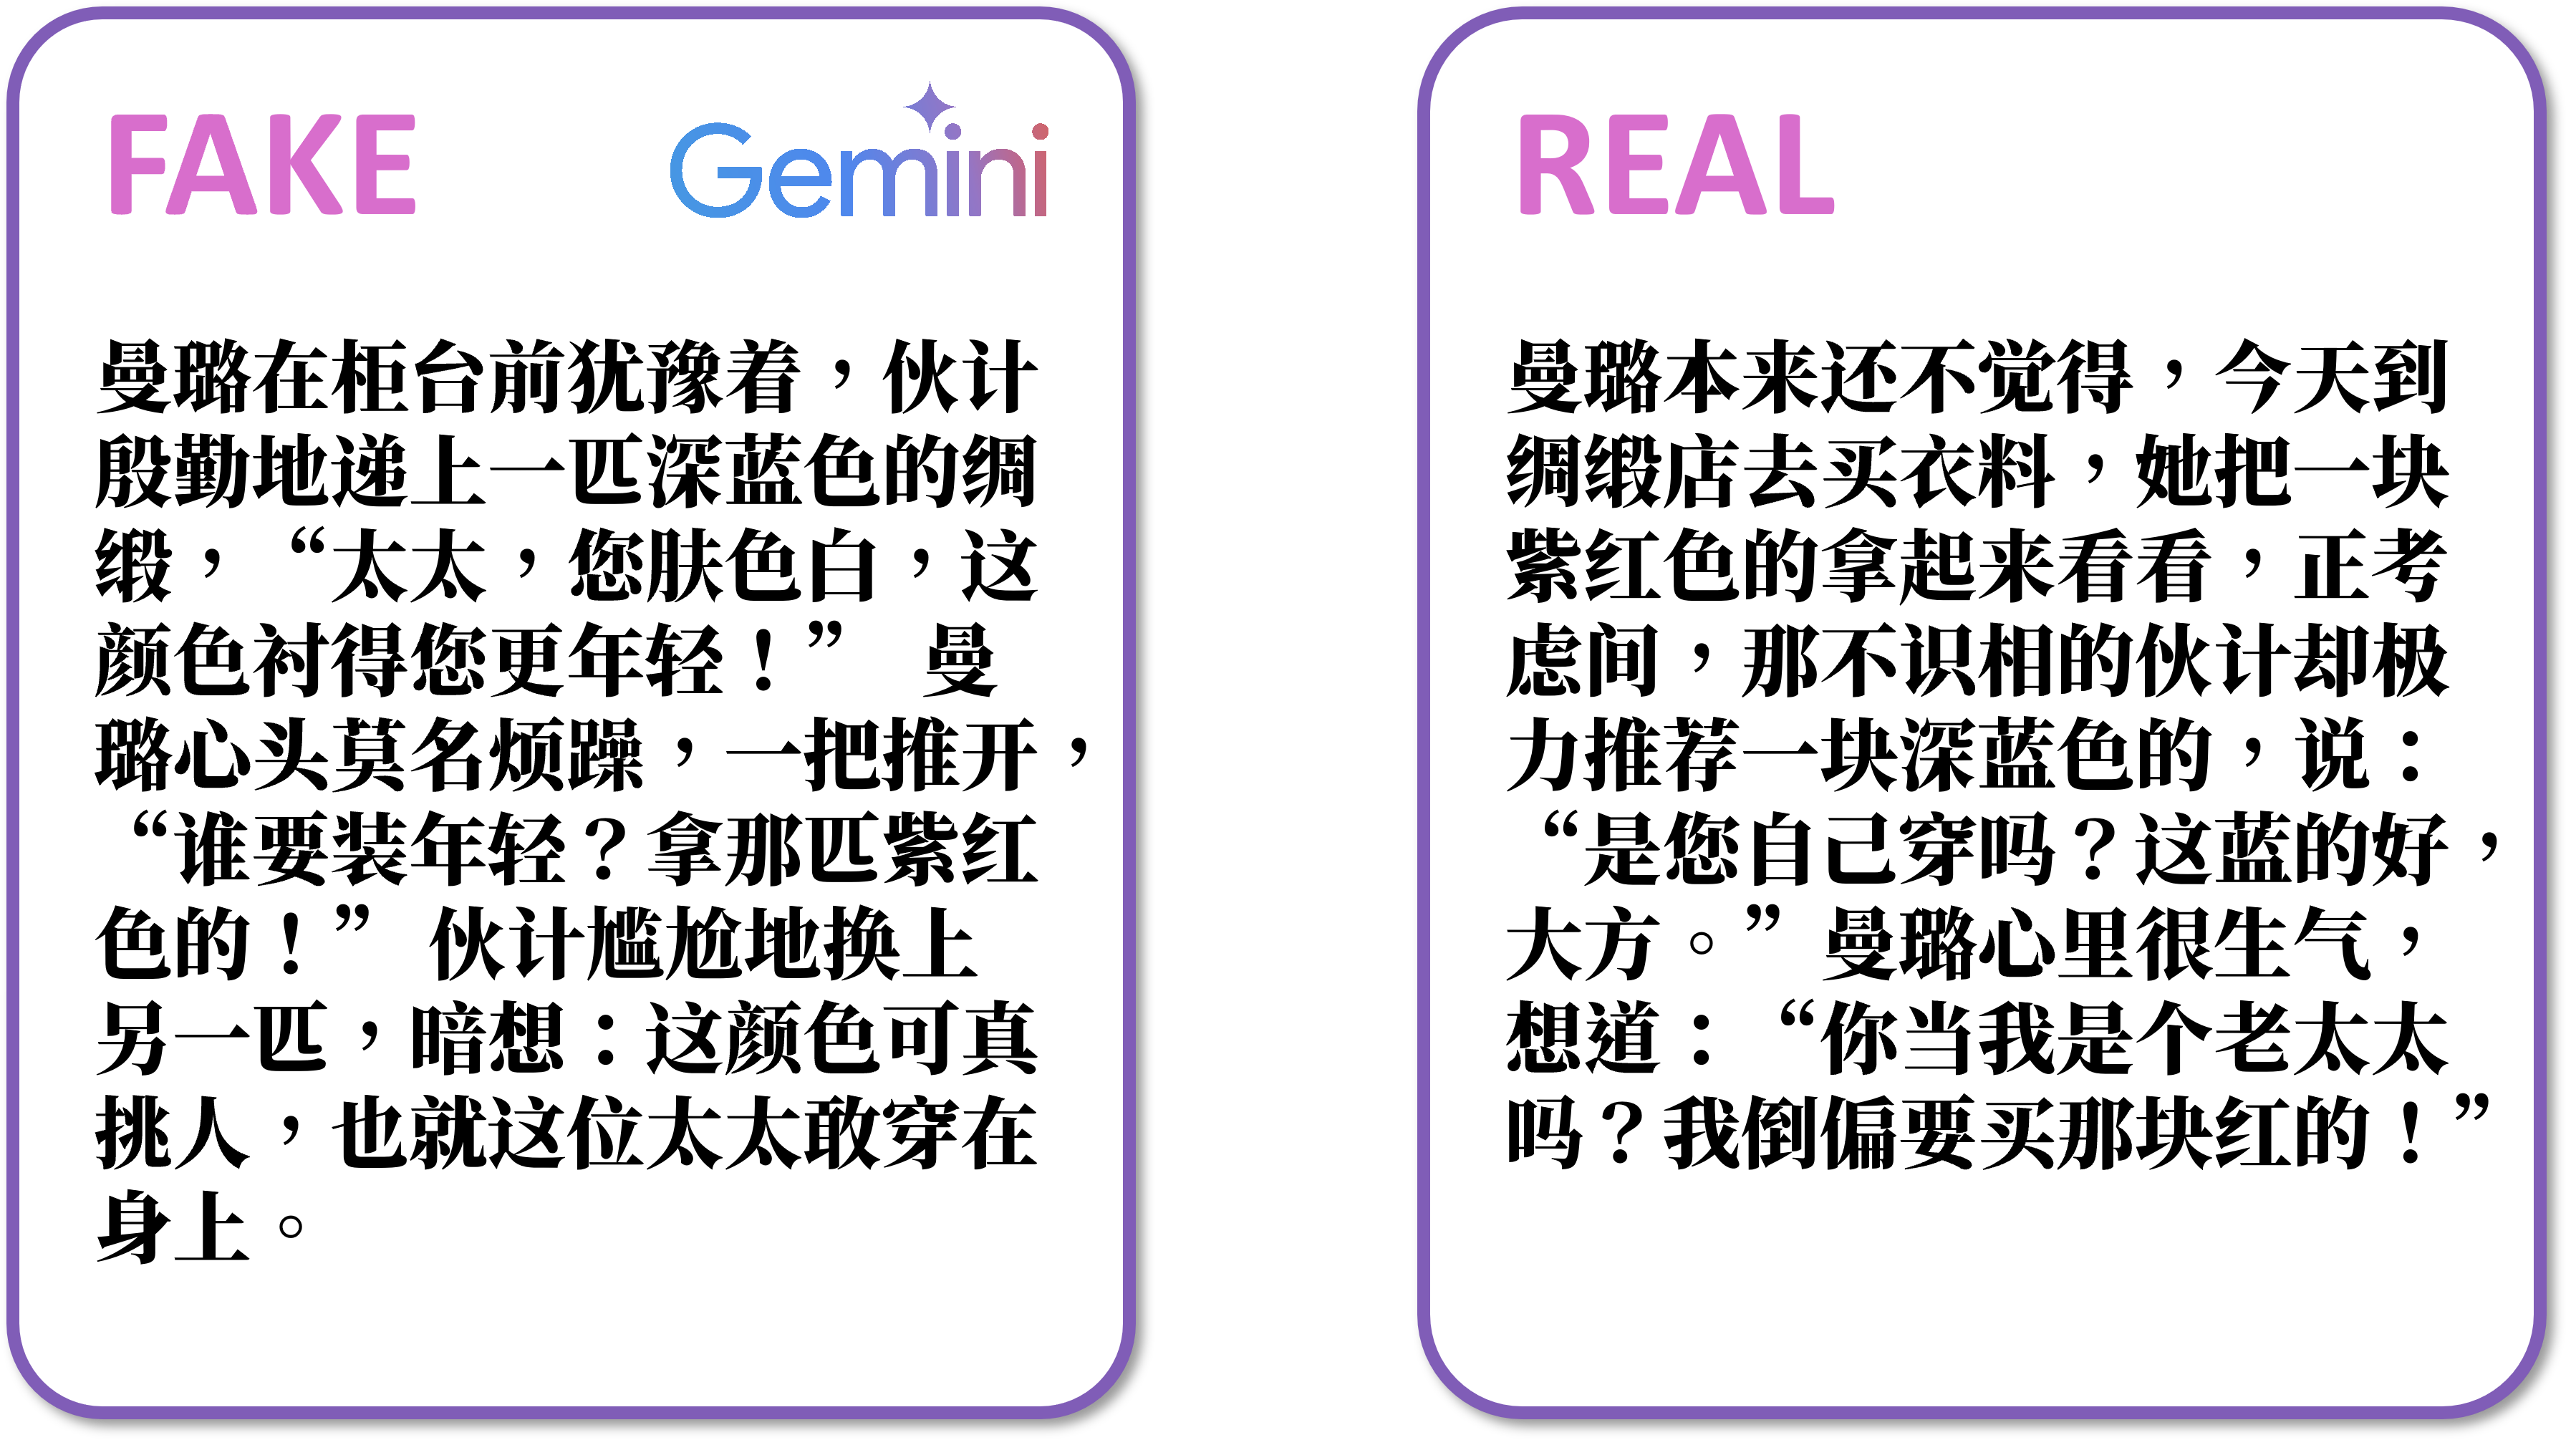 FAKE
Gemini
曼璐在柜台前犹豫着，伙计
殷勤地递上一匹深蓝色的绸
缎，“太太，您肤色白，这
颜色衬得您更年轻！” 曼
璐心头莫名烦躁，一把推开，
“谁要装年轻？拿那匹紫红
色的！” 伙计尴尬地换上
另一匹，暗想：这颜色可真
挑人，也就这位太太敢穿在
身上。
REAL
曼璐本来还不觉得，今天到
绸缎店去买衣料，她把一块
紫红色的拿起来看看，正考
虑间，那不识相的伙计却极
力推荐一块深蓝色的，说：
“是您自己穿吗？这蓝的好，
大方。”曼璐心里很生气，
想道：“你当我是个老太太
吗？我倒偏要买那块红的！”